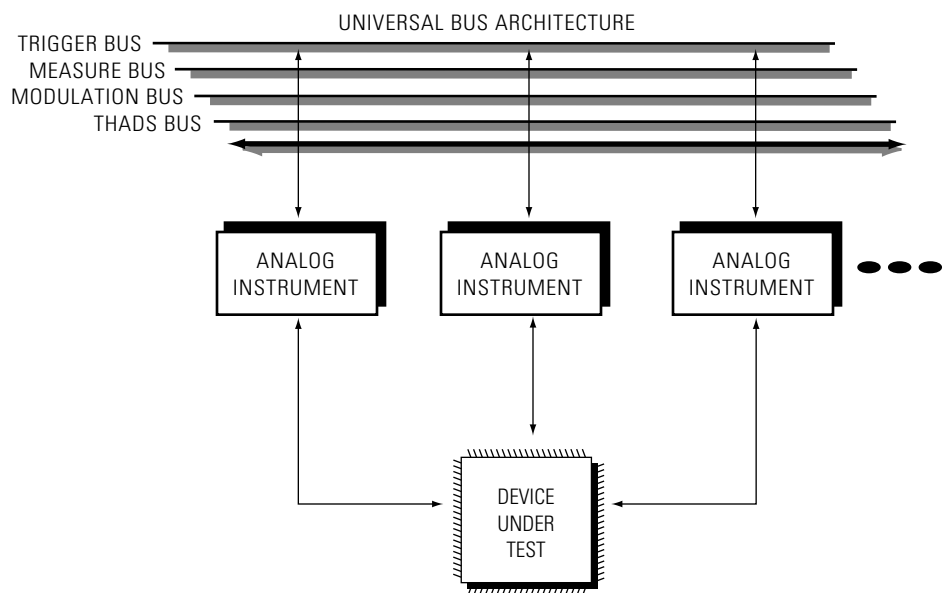 UNIVERSAL BUS ARCHITECTURE
TRIGGER BUS
MEASURE BUS
MODULATION BUS
THADS BUS
ANALOG
INSTRUMENT
ANALOG
INSTRUMENT
ANALOG
INSTRUMENT
DEVICE
UNDER
TEST